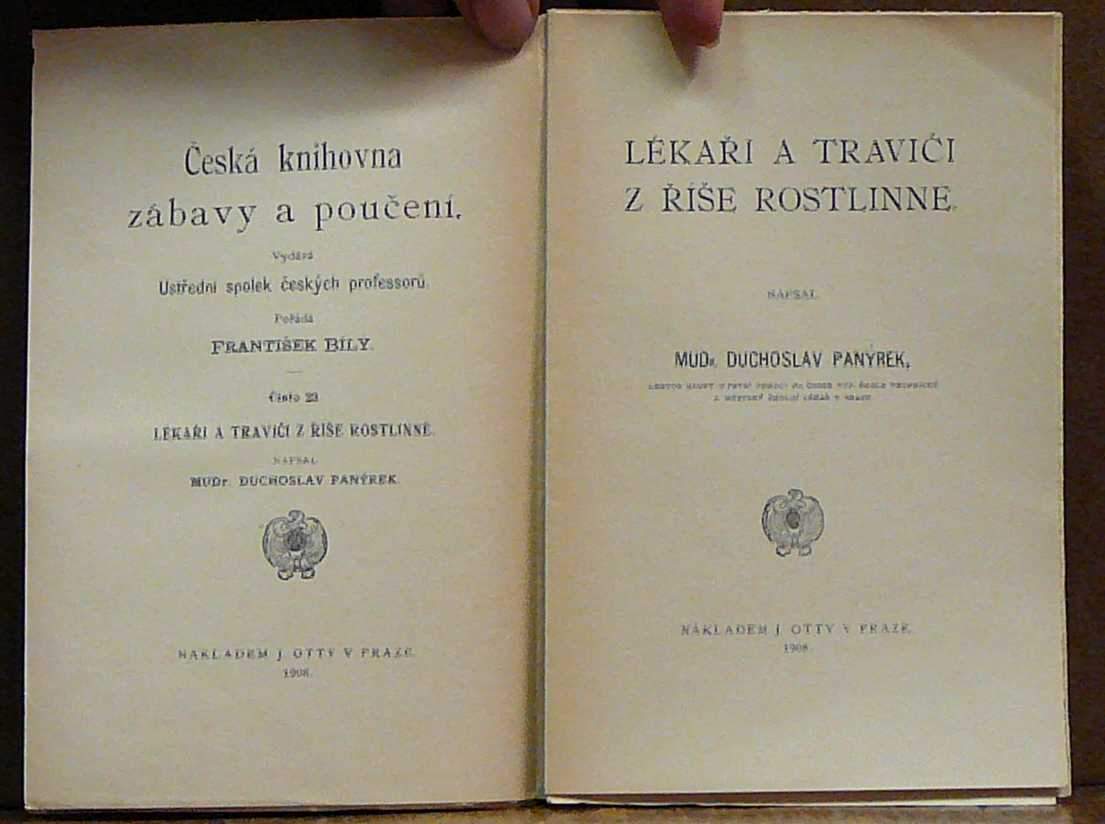 Česká knihovna
zábavy a poučení.
Vydává
Ústřední spolek českých professorů.
Pořádá
FRANTIŠEK BÍLÝ.
Číslo 23.
LÉKAŘI A TRAVIČI Z ŘÍŠE ROSTLINNÉ.
NAPSAL
MUDr. DUCHOSLAV PANÝREK.
NÁKLADEM J. OTTY V PRAZE.
1908.
LÉKAŘI A TRAVIČI
Z ŘÍŠE ROSTLINNÉ.
NAPSAL
MUDr. DUCHOSLAV PANÝREK,
NÁKLADEM J. OTTY V PRAZE.
1908.